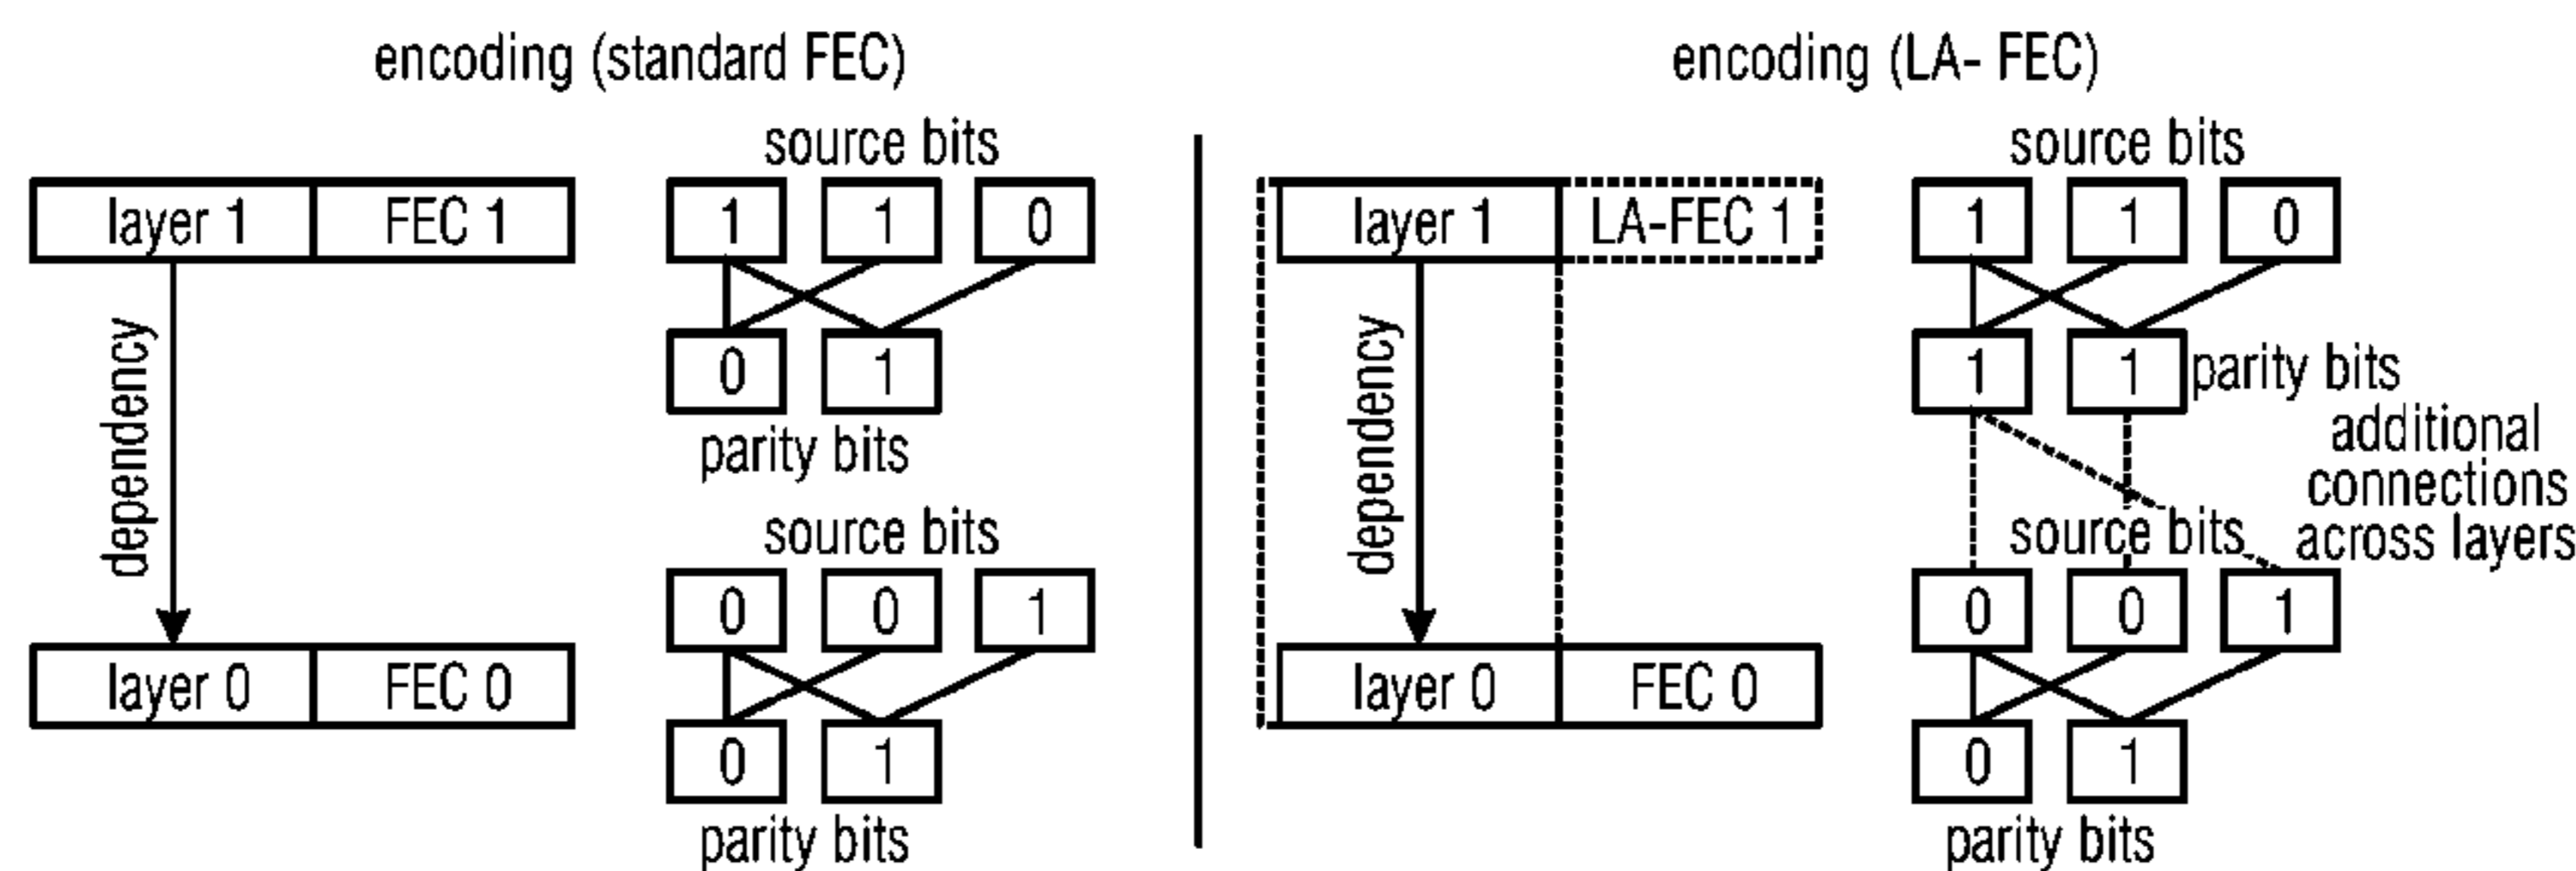 encoding (standard FEC)
source bits
layer 1 FEC 1
1 1 0
dependency
0 1
parity bits
source bits
0 0 1
layer 0 FEC 0
0 1
parity bits
encoding (LA- FEC)
source bits
layer 1 LA-FEC 1
1 1 0
dependency
1 1 parity bits
additional
connections
across layers
source bits
0 0 1
layer 0 FEC 0
0 1
parity bits